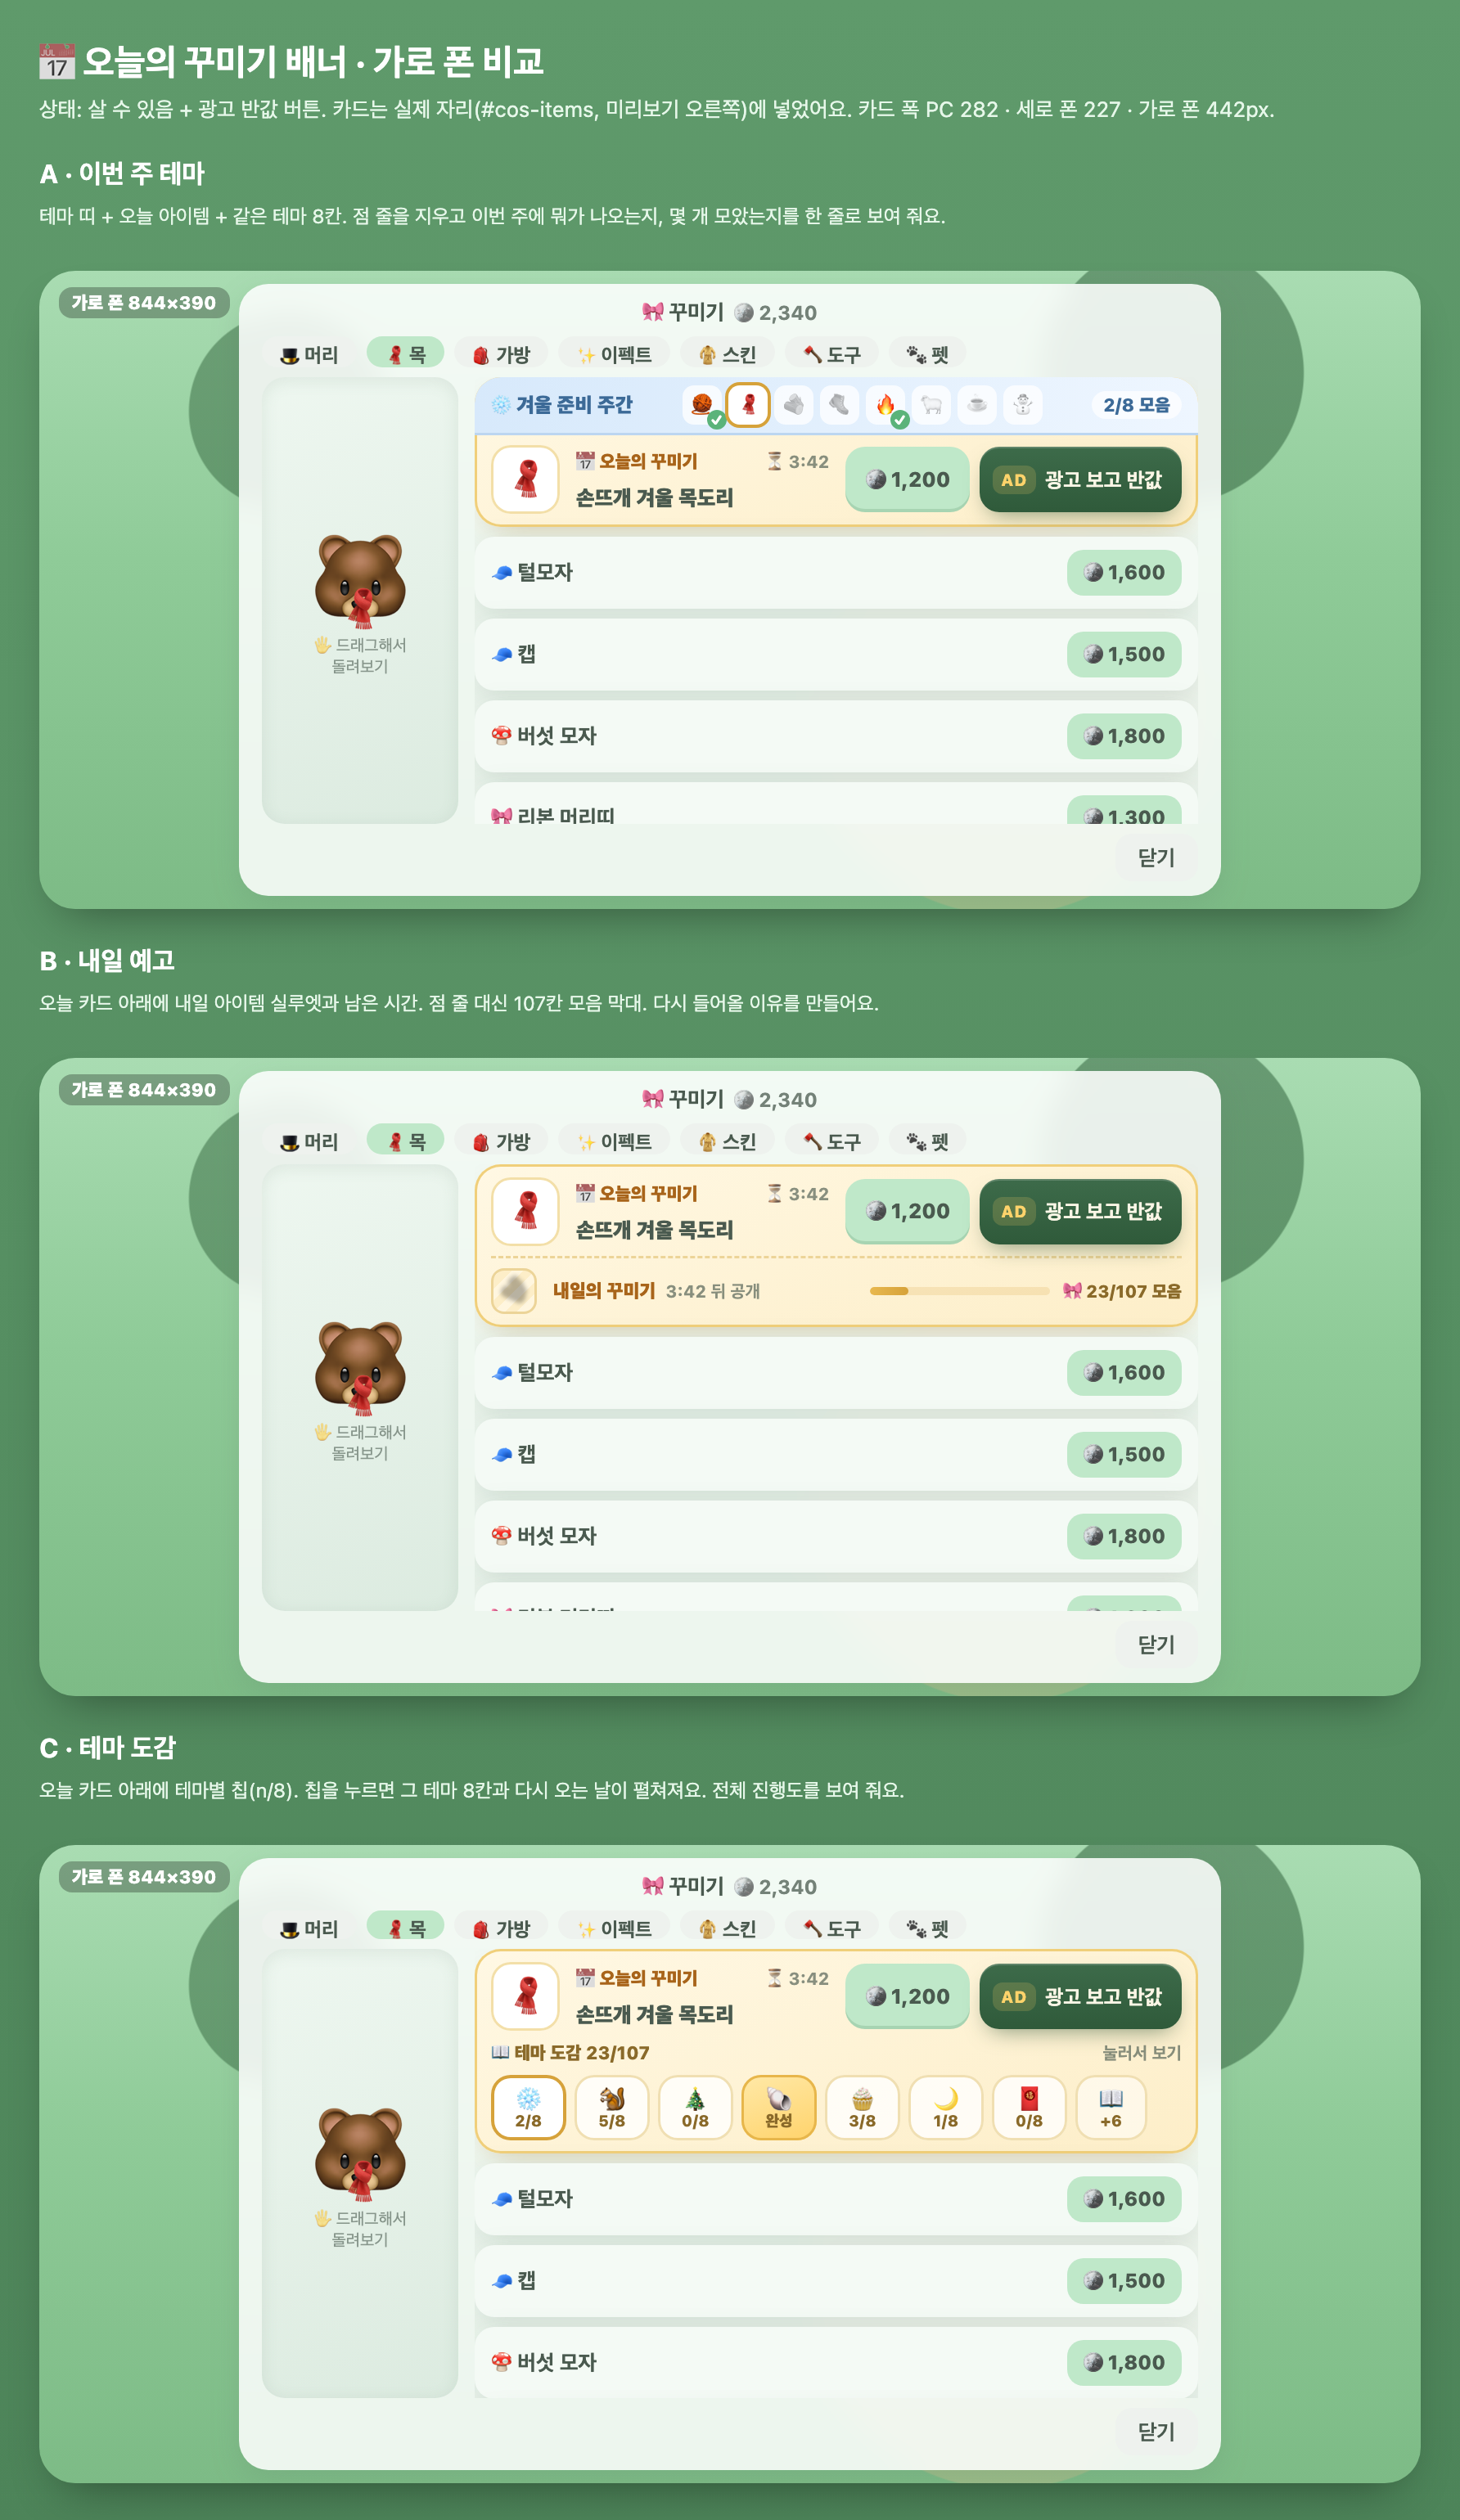 📅 오늘의 꾸미기 배너 · 가로 폰 비교
상태: 살 수 있음 + 광고 반값 버튼. 카드는 실제 자리(#cos-items, 미리보기 오른쪽)에 넣었어요. 카드 폭 PC 282 · 세로 폰 227 · 가로 폰 442px.
A · 이번 주 테마
테마 띠 + 오늘 아이템 + 같은 테마 8칸. 점 줄을 지우고 이번 주에 뭐가 나오는지, 몇 개 모았는지를 한 줄로 보여 줘요.
가로 폰 844×390
🎀 꾸미기 2,340
🎩 머리 🧣 목 🎒 가방 ✨ 이펙트 🥋 스킨 🪓 도구 🐾 펫
❄️ 겨울 준비 주간 2/8 모음
📅 오늘의 꾸미기 ⏳ 3:42
손뜨개 겨울 목도리
1,200
AD 광고 보고 반값
🧢 털모자 1,600
🧢 캡 1,500
🍄 버섯 모자 1,800
🎀 리본 머리띠 1,300
🖐 드래그해서
돌려보기
닫기
B · 내일 예고
오늘 카드 아래에 내일 아이템 실루엣과 남은 시간. 점 줄 대신 107칸 모음 막대. 다시 들어올 이유를 만들어요.
가로 폰 844×390
🎀 꾸미기 2,340
🎩 머리 🧣 목 🎒 가방 ✨ 이펙트 🥋 스킨 🪓 도구 🐾 펫
📅 오늘의 꾸미기 ⏳ 3:42
손뜨개 겨울 목도리
1,200
AD 광고 보고 반값
내일의 꾸미기 3:42 뒤 공개 🎀 23/107 모음
🧢 털모자 1,600
🧢 캡 1,500
🍄 버섯 모자 1,800
🖐 드래그해서
돌려보기
닫기
C · 테마 도감
오늘 카드 아래에 테마별 칩(n/8). 칩을 누르면 그 테마 8칸과 다시 오는 날이 펼쳐져요. 전체 진행도를 보여 줘요.
가로 폰 844×390
🎀 꾸미기 2,340
🎩 머리 🧣 목 🎒 가방 ✨ 이펙트 🥋 스킨 🪓 도구 🐾 펫
📅 오늘의 꾸미기 ⏳ 3:42
손뜨개 겨울 목도리
1,200
AD 광고 보고 반값
📖 테마 도감 23/107 눌러서 보기
2/8 5/8 0/8 완성 3/8 1/8 0/8 +6
🧢 털모자 1,600
🧢 캡 1,500
🍄 버섯 모자 1,800
🖐 드래그해서
돌려보기
닫기